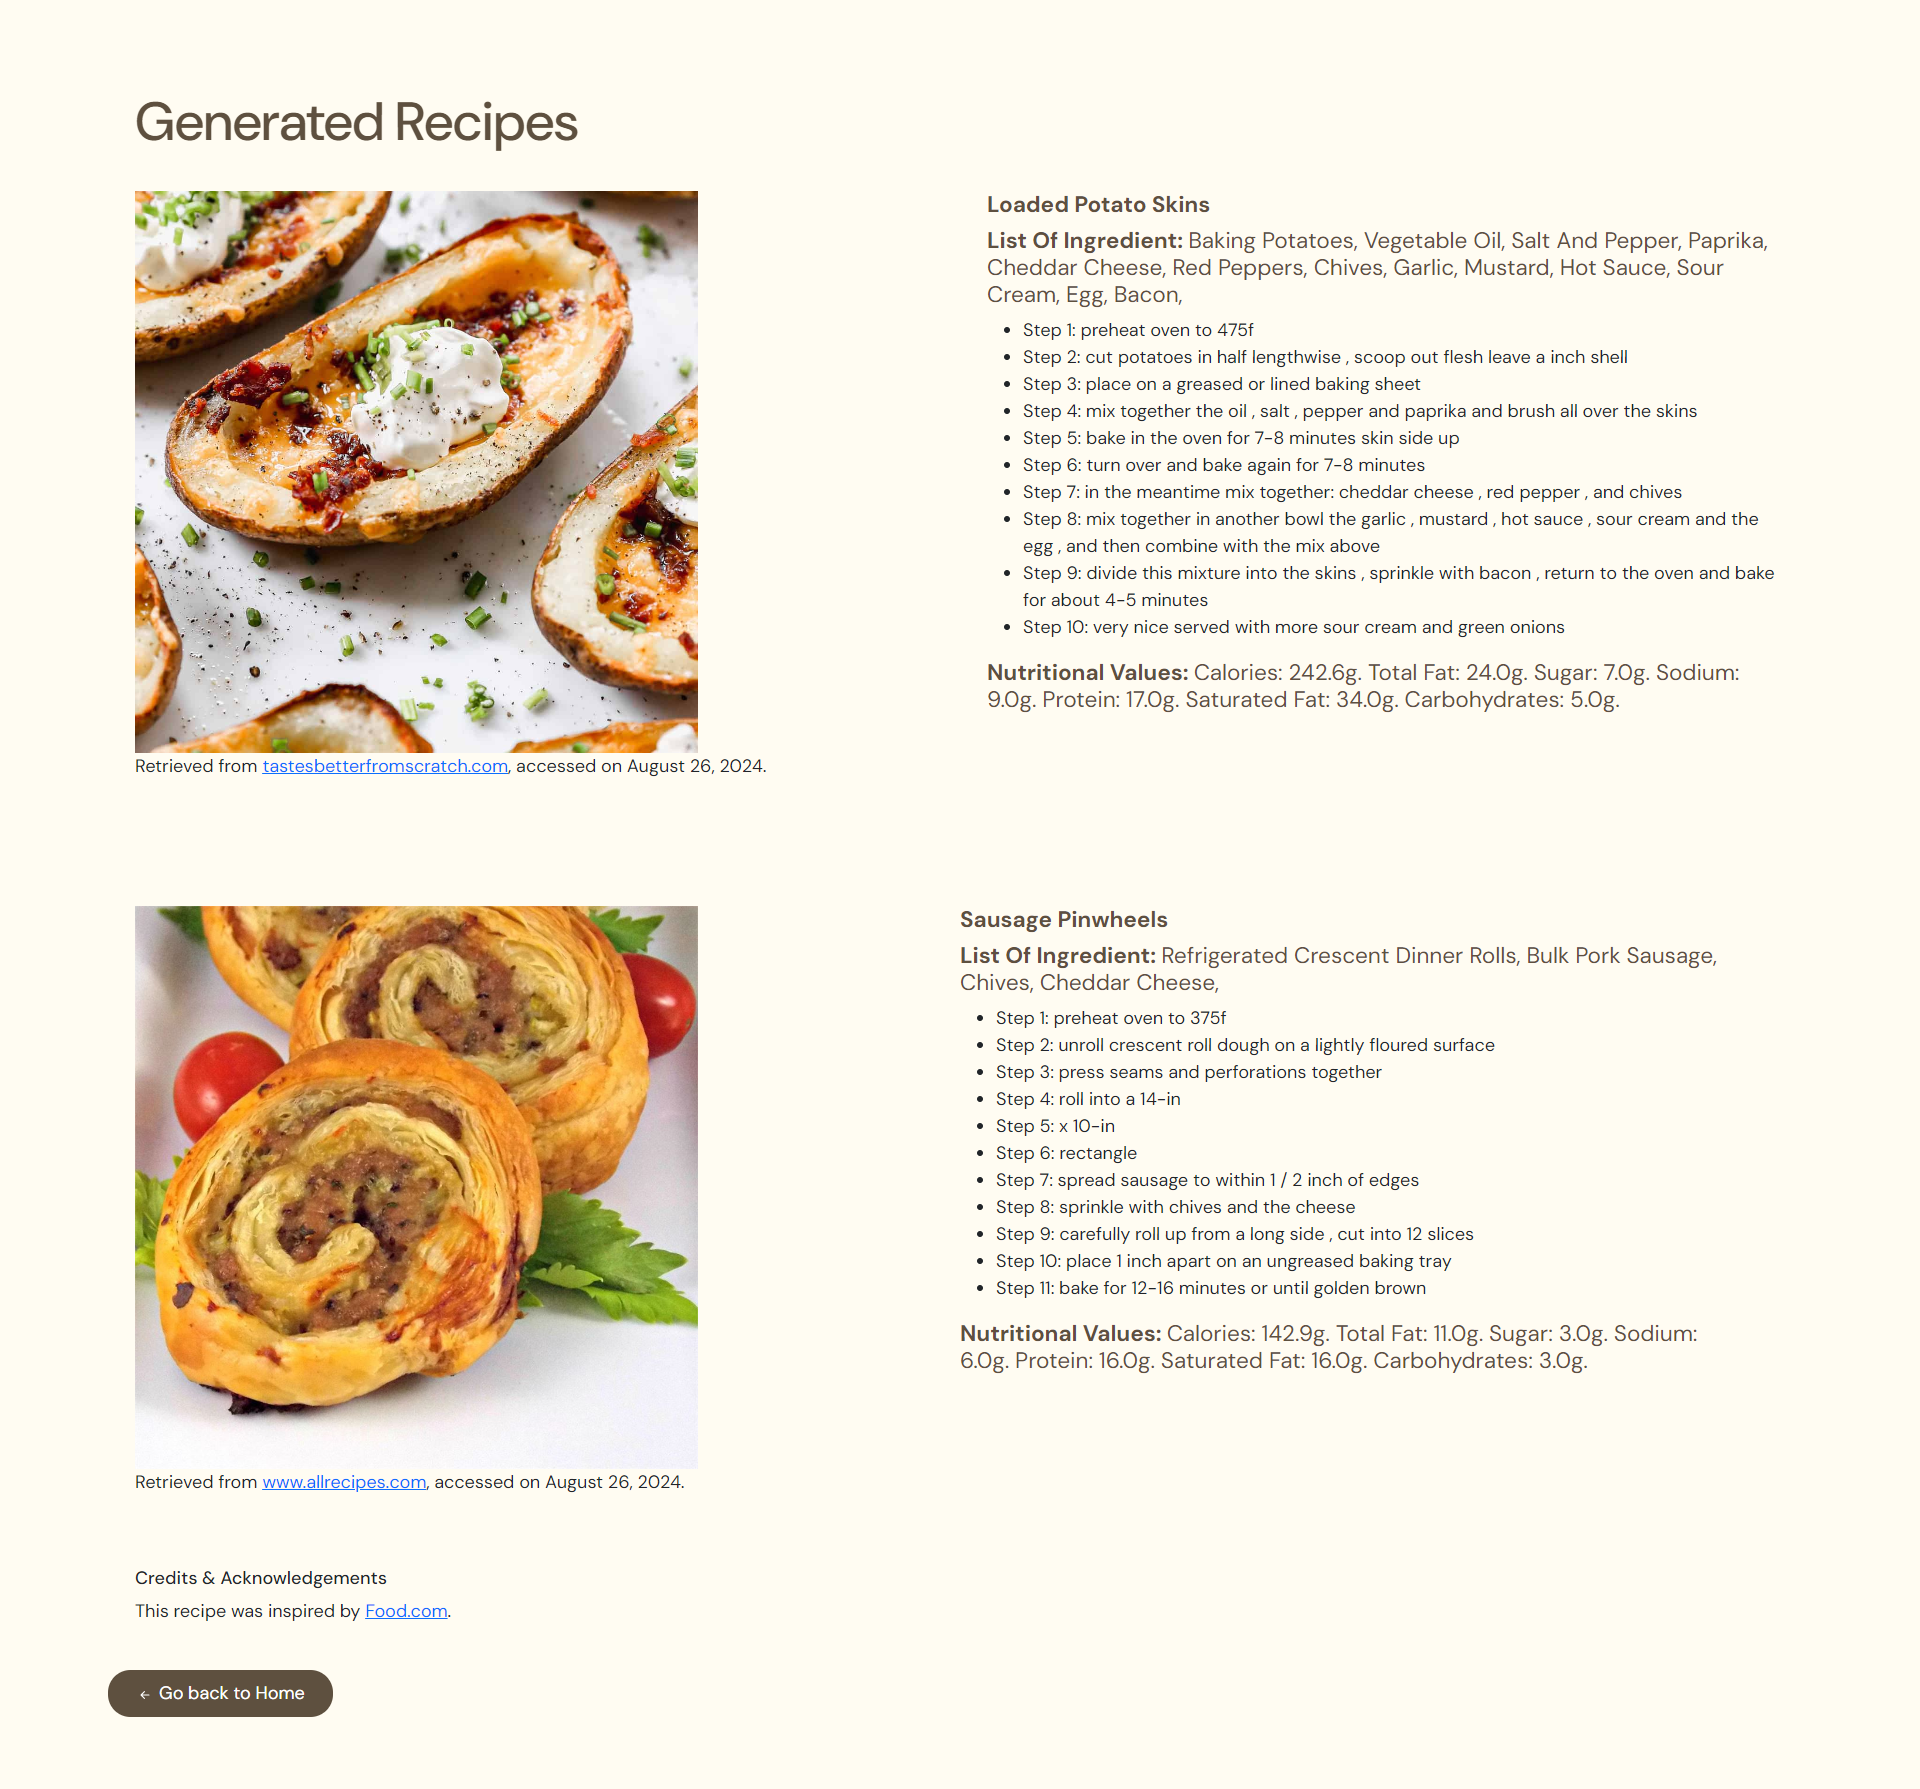 Generated Recipes
Loaded Potato Skins
List Of Ingredient: Baking Potatoes, Vegetable Oil, Salt And Pepper, Paprika,
Cheddar Cheese, Red Peppers, Chives, Garlic, Mustard, Hot Sauce, Sour
Cream, Egg, Bacon,
• Step 1: preheat oven to 475f
• Step 2: cut potatoes in half lengthwise , scoop out flesh leave a inch shell
• Step 3: place on a greased or lined baking sheet
• Step 4: mix together the oil , salt , pepper and paprika and brush all over the skins
• Step 5: bake in the oven for 7-8 minutes skin side up
• Step 6: turn over and bake again for 7-8 minutes
• Step 7: in the meantime mix together: cheddar cheese , red pepper , and chives
• Step 8: mix together in another bowl the garlic , mustard , hot sauce , sour cream and the
egg , and then combine with the mix above
• Step 9: divide this mixture into the skins , sprinkle with bacon , return to the oven and bake
for about 4-5 minutes
• Step 10: very nice served with more sour cream and green onions
Nutritional Values: Calories: 242.6g. Total Fat: 24.0g. Sugar: 7.0g. Sodium:
9.0g. Protein: 17.0g. Saturated Fat: 34.0g. Carbohydrates: 5.0g.
Retrieved from tastesbetterfromscratch.com, accessed on August 26, 2024.
Sausage Pinwheels
List Of Ingredient: Refrigerated Crescent Dinner Rolls, Bulk Pork Sausage,
Chives, Cheddar Cheese,
• Step 1: preheat oven to 375f
• Step 2: unroll crescent roll dough on a lightly floured surface
• Step 3: press seams and perforations together
• Step 4: roll into a 14-in
• Step 5: x 10-in
• Step 6: rectangle
• Step 7: spread sausage to within 1 / 2 inch of edges
• Step 8: sprinkle with chives and the cheese
• Step 9: carefully roll up from a long side , cut into 12 slices
• Step 10: place 1 inch apart on an ungreased baking tray
• Step 11: bake for 12-16 minutes or until golden brown
Nutritional Values: Calories: 142.9g. Total Fat: 11.0g. Sugar: 3.0g. Sodium:
6.0g. Protein: 16.0g. Saturated Fat: 16.0g. Carbohydrates: 3.0g.
Retrieved from www.allrecipes.com, accessed on August 26, 2024.
Credits & Acknowledgements
This recipe was inspired by Food.com.
← Go back to Home